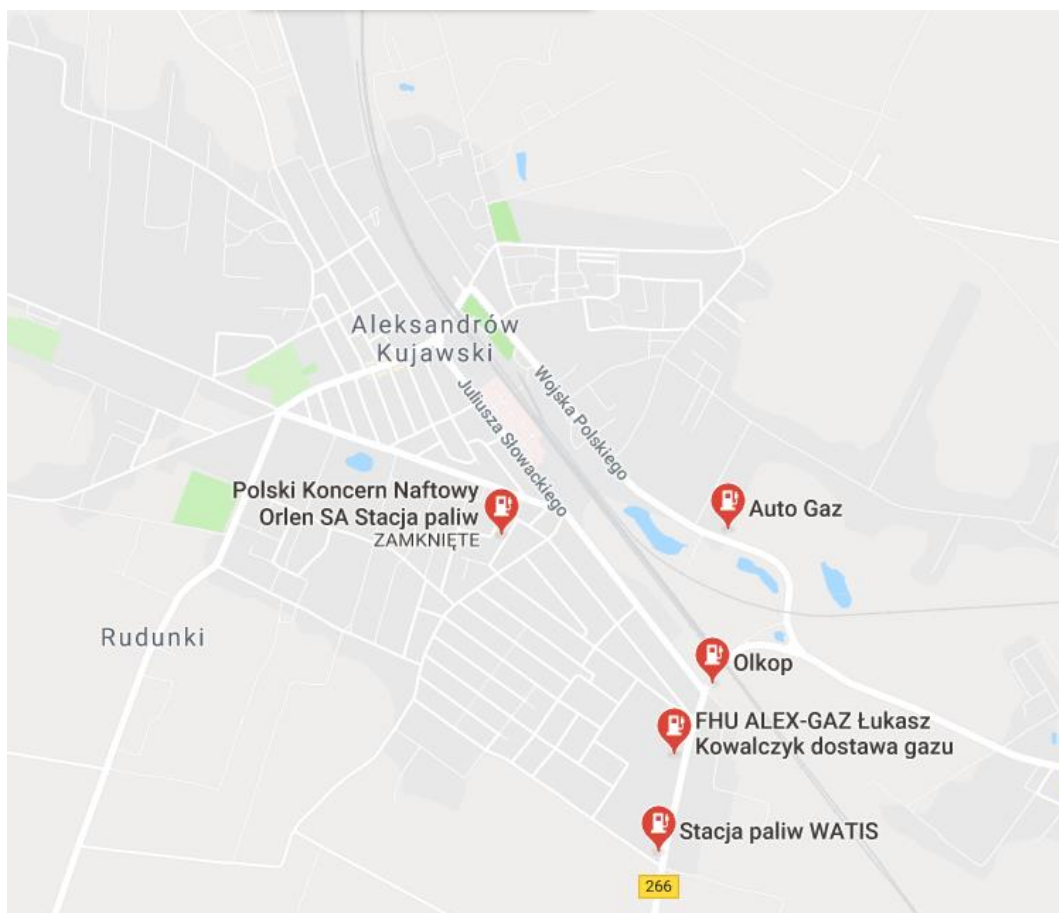 Aleksandrów
Kujawski
Wojska Polskiego
Juliusza Słowackiego
Polski Koncern Naftowy
Orlen SA Stacja paliw
ZAMKNIĘTE
Auto Gaz
Rudunki
Olkop
FHU ALEX-GAZ Łukasz
Kowalczyk dostawa gazu
Stacja paliw WATIS
266